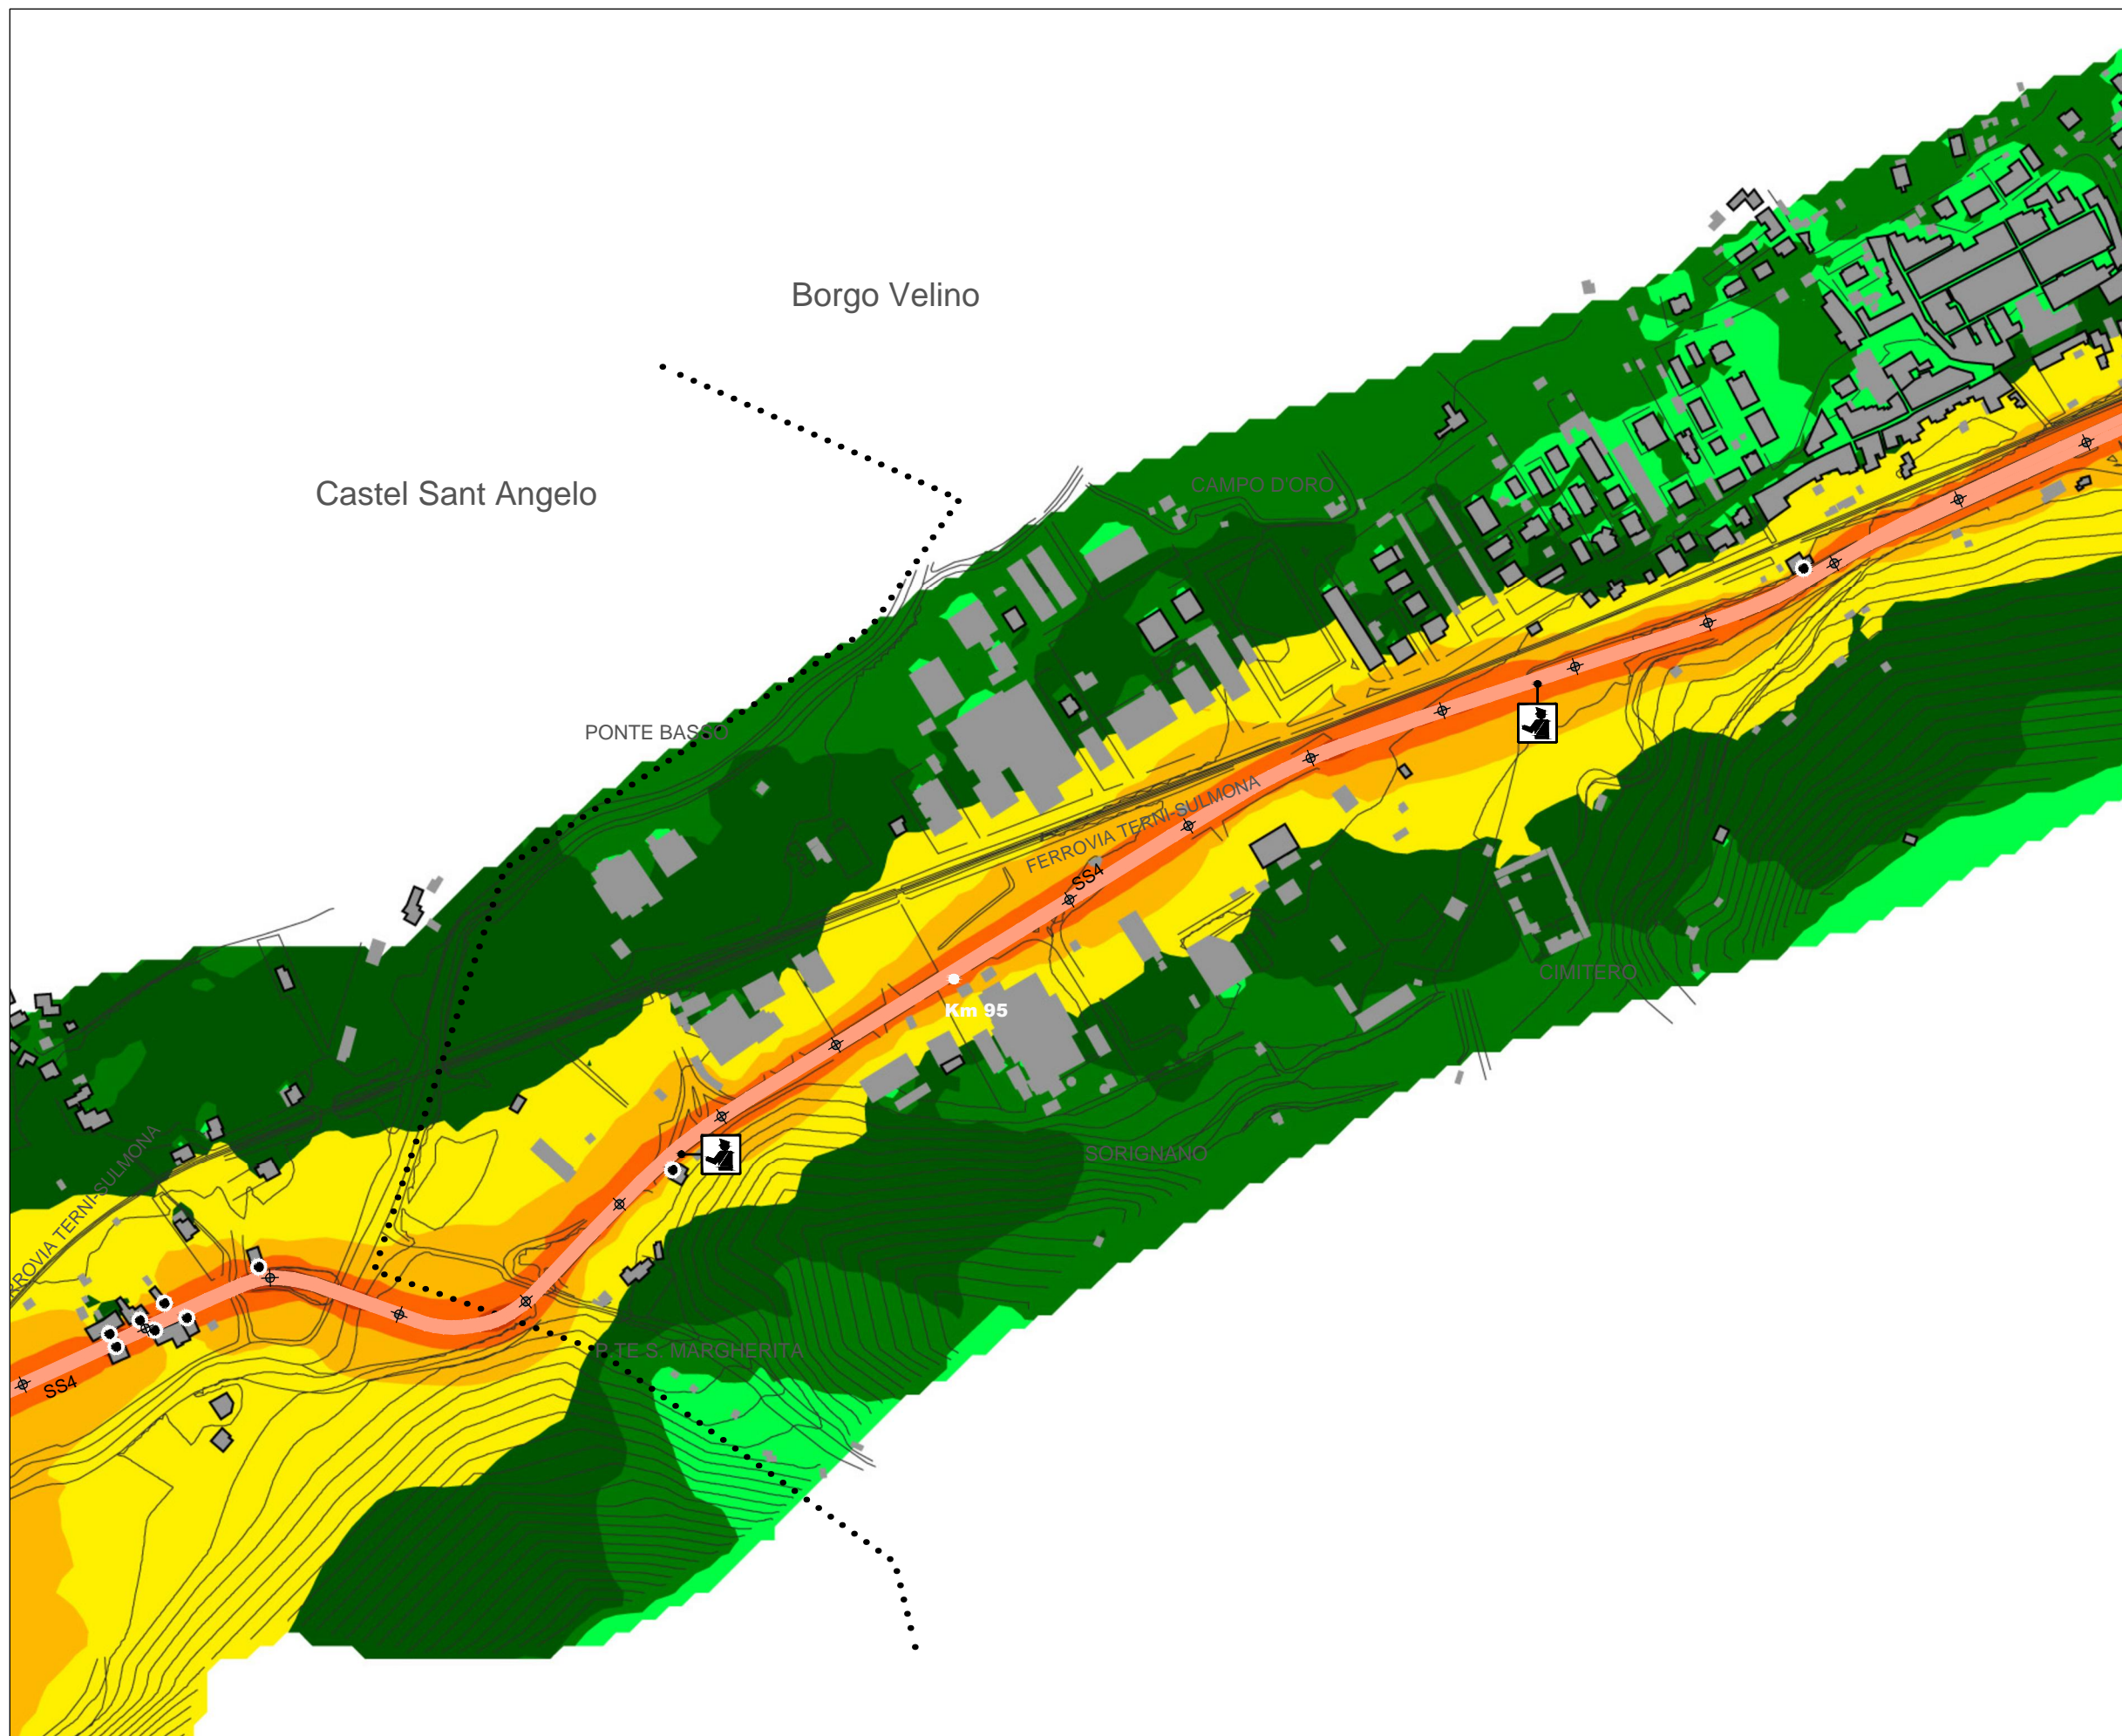 Borgo Velino
Castel Sant Angelo
CAMPO D'ORO
PONTE BASSO
FERROVIA TERNI-SULMONA
SS4
CIMITERO
Km 95
SORIGNANO
RROVIA TERNI-SULMONA
P.TE S. MARGHERITA
SS4